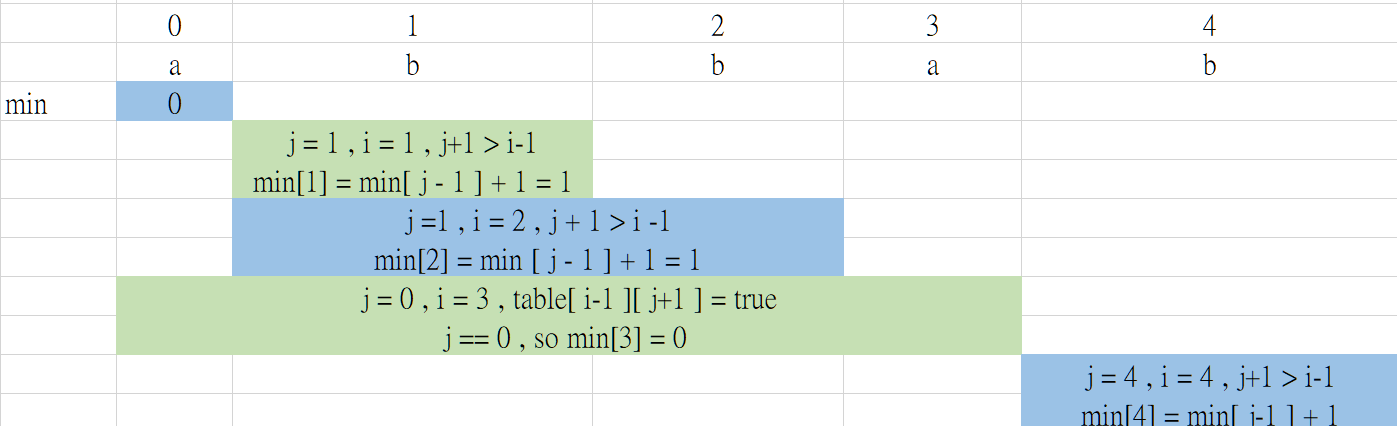 0 1 2 3 4
a b b a b
min 0
j = 1 , i = 1 , j+1 > i-1
min[1] = min[ j - 1 ] + 1 = 1
j =1 , i = 2 , j + 1 > i -1
min[2] = min [ j - 1 ] + 1 = 1
j = 0 , i = 3 , table[ i-1 ][ j+1 ] = true
j == 0 , so min[3] = 0
j = 4 , i = 4 , j+1 > i-1
min[4] = min[ j-1 ] + 1